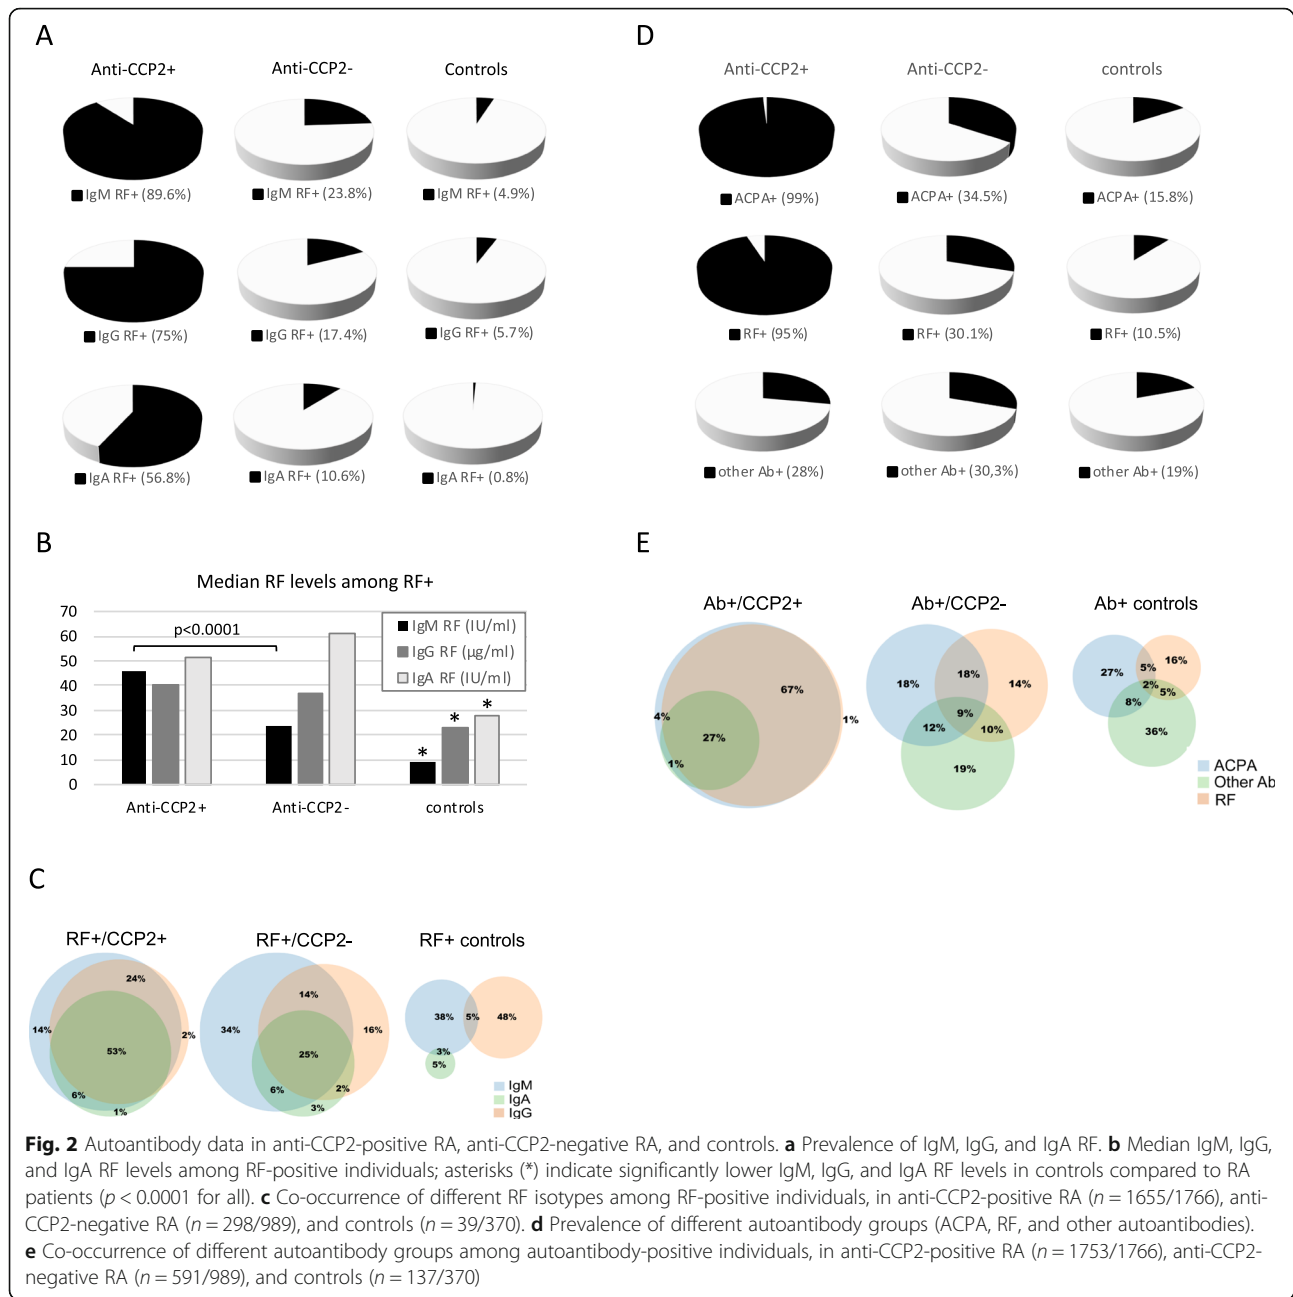 A
Anti-CCP2+
Anti-CCP2-
Controls
IgM RF+ (89.6%)
IgM RF+ (23.8%)
IgM RF+ (4.9%)
IgG RF+ (75%)
IgG RF+ (17.4%)
IgG RF+ (5.7%)
IgA RF+ (56.8%)
IgA RF+ (10.6%)
IgA RF+ (0.8%)
D
Anti-CCP2+
Anti-CCP2-
controls
ACPA+ (99%)
ACPA+ (34.5%)
ACPA+ (15.8%)
RF+ (95%)
RF+ (30.1%)
RF+ (10.5%)
other Ab+ (28%)
other Ab+ (30,3%)
other Ab+ (19%)
B
Median RF levels among RF+
70
60
50
40
30
20
10
0
p<0.0001
IgM RF (IU/ml)
IgG RF (µg/ml)
IgA RF (IU/ml)
*
*
*
Anti-CCP2+
Anti-CCP2-
controls
E
Ab+/CCP2+
Ab+/CCP2-
Ab+ controls
67%
4%
1%
27%
1%
18%
18%
14%
9%
12%
10%
19%
27%
5%
16%
2%
5%
8%
36%
ACPA
Other Ab
RF
C
RF+/CCP2+
RF+/CCP2-
RF+ controls
24%
14%
2%
53%
6%
1%
14%
34%
16%
25%
6%
2%
3%
38%
5%
48%
3%
5%
IgM
IgA
IgG
Fig. 2 Autoantibody data in anti-CCP2-positive RA, anti-CCP2-negative RA, and controls. a Prevalence of IgM, IgG, and IgA RF. b Median IgM, IgG,
and IgA RF levels among RF-positive individuals; asterisks (*) indicate significantly lower IgM, IgG, and IgA RF levels in controls compared to RA
patients (p < 0.0001 for all). c Co-occurrence of different RF isotypes among RF-positive individuals, in anti-CCP2-positive RA (n = 1655/1766), anti-
CCP2-negative RA (n = 298/989), and controls (n = 39/370). d Prevalence of different autoantibody groups (ACPA, RF, and other autoantibodies).
e Co-occurrence of different autoantibody groups among autoantibody-positive individuals, in anti-CCP2-positive RA (n = 1753/1766), anti-CCP2-
negative RA (n = 591/989), and controls (n = 137/370)